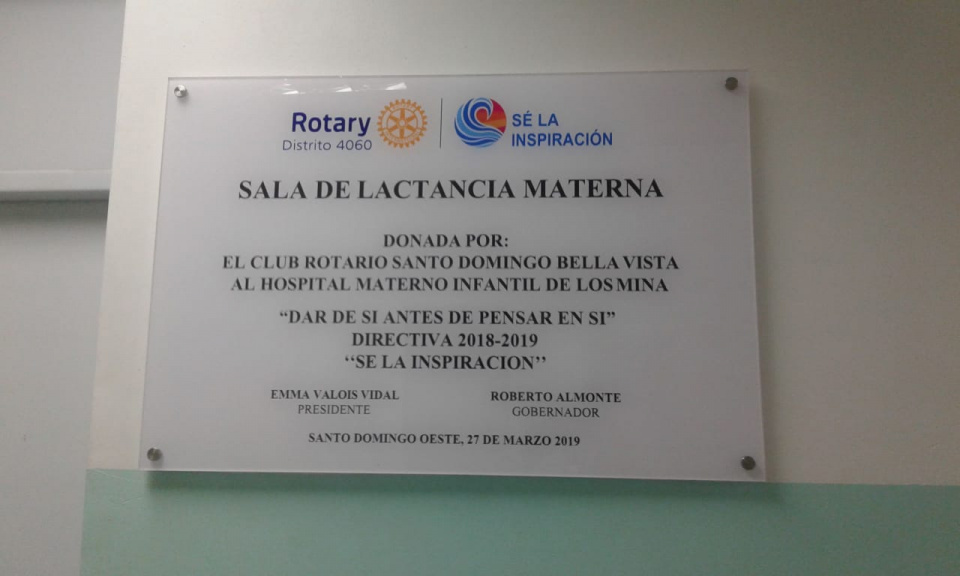 Rotary
Distrito 4060
SÉ LA
INSPIRACIÓN
SALA DE LACTANCIA MATERNA
DONADA POR:
EL CLUB ROTARIO SANTO DOMINGO BELLA VISTA
AL HOSPITAL MATERNO INFANTIL DE LOS MINA
“DAR DE SI ANTES DE PENSAR EN SI”
DIRECTIVA 2018-2019
‘‘SE LA INSPIRACION’’
EMMA VALOIS VIDAL
PRESIDENTE
ROBERTO ALMONTE
GOBERNADOR
SANTO DOMINGO OESTE, 27 DE MARZO 2019